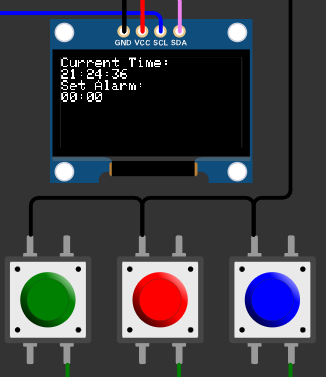 GND VCC SCL SDA
Current Time:
21:24:36
Set Alarm:
00:00